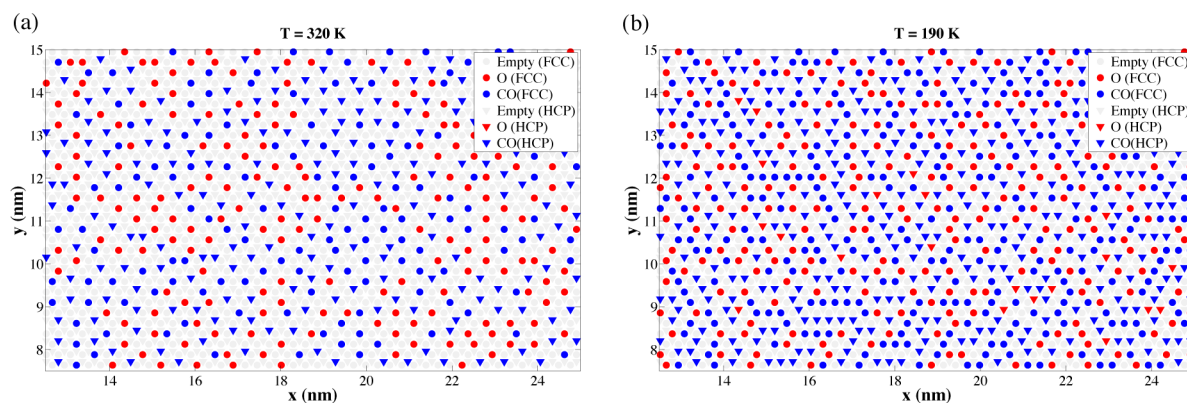 (a)
T = 320 K
15
14
13
12
11
10
9
8
y (nm)
14
16
18
20
22
24
x (nm)
Empty (FCC)
O (FCC)
CO(FCC)
Empty (HCP)
O (HCP)
CO(HCP)
(b)
T = 190 K
15
14
13
12
11
10
9
8
y (nm)
14
16
18
20
22
24
x (nm)
Empty (FCC)
O (FCC)
CO(FCC)
Empty (HCP)
O (HCP)
CO(HCP)